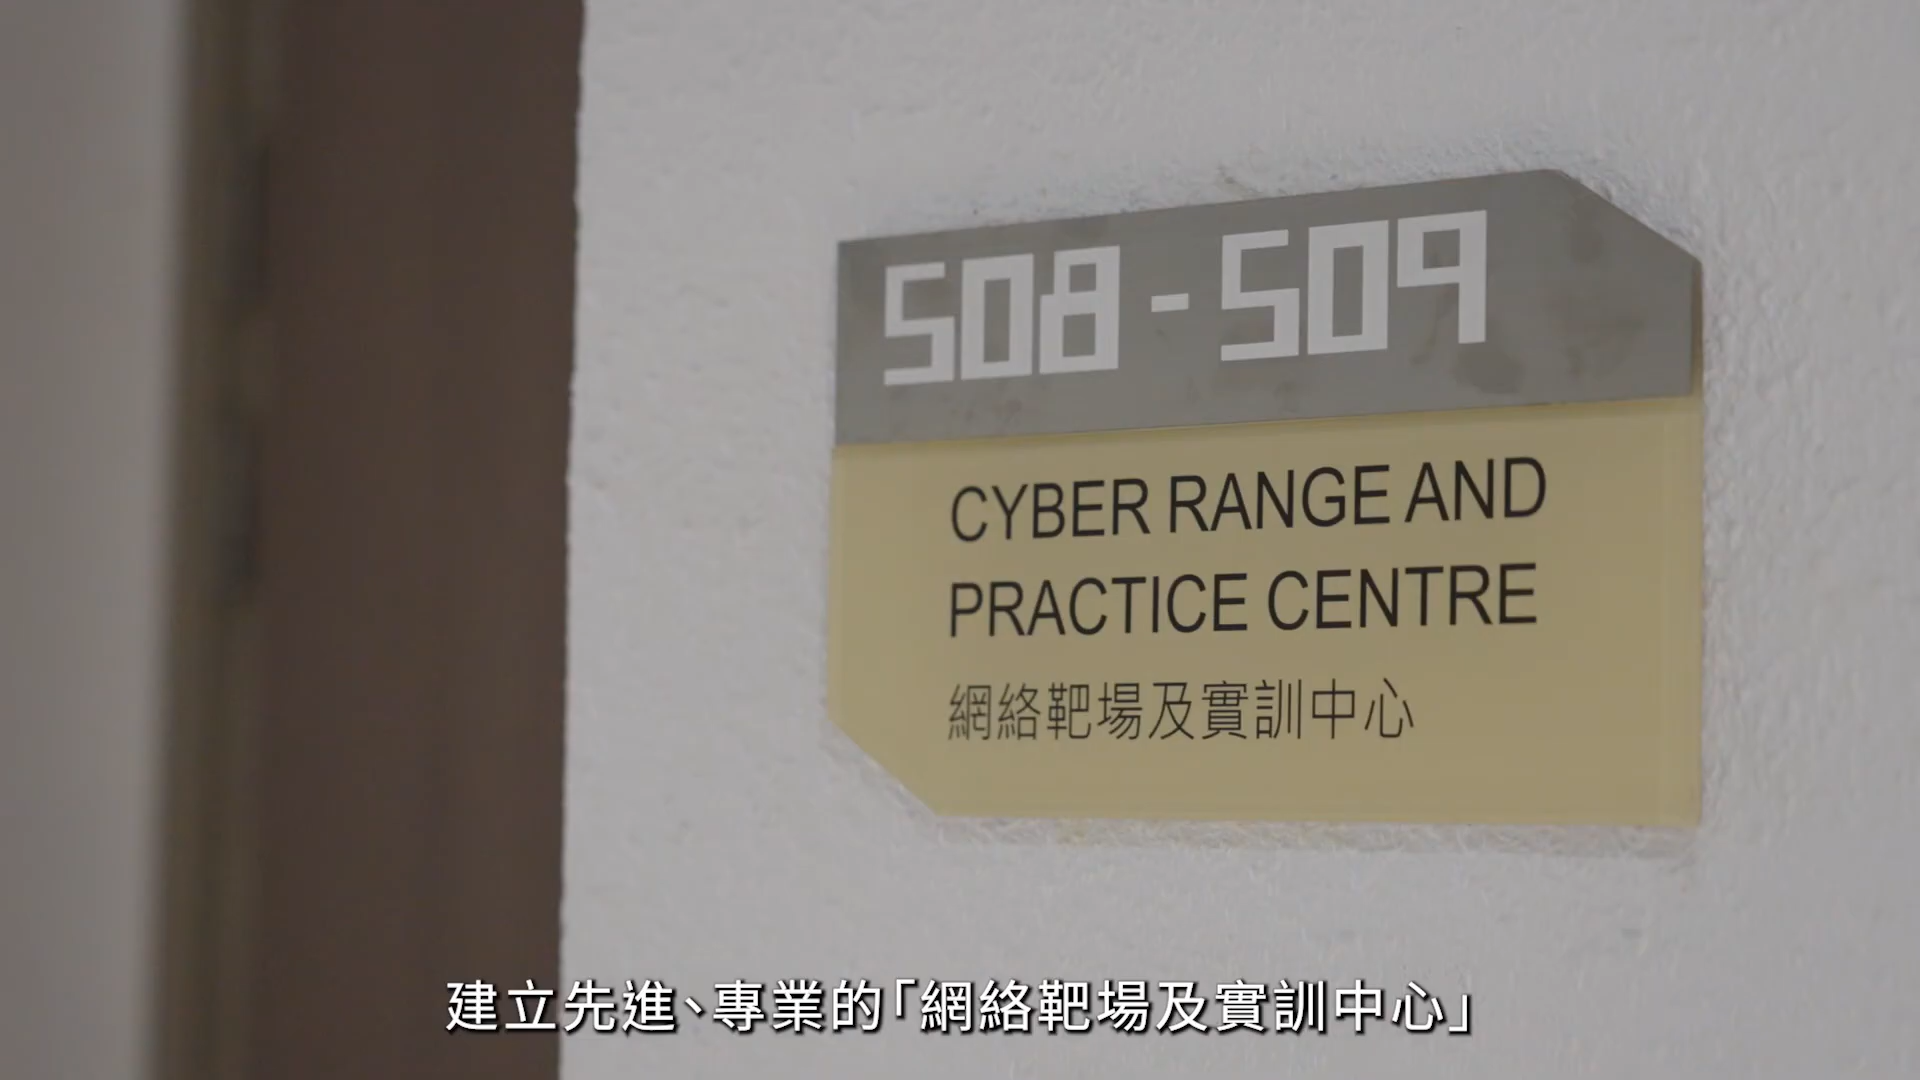 508-509
CYBER RANGE AND
PRACTICE CENTRE
網絡靶場及實訓中心
建立先進、專業的「網絡靶場及實訓中心」